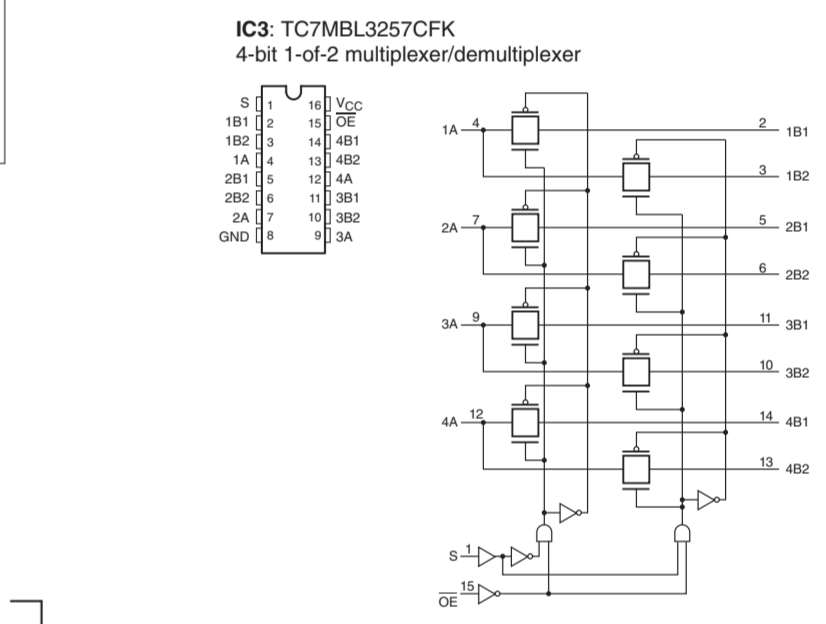 IC3: TC7MBL3257CFK
4-bit 1-of-2 multiplexer/demultiplexer
S 1 16 VCC
1B1 2 15 OE
1B2 3 14 4B1
1A 4 13 4B2
2B1 5 12 4A
2B2 6 11 3B1
2A 7 10 3B2
GND 8 9 3A
1A 4 2 1B1
3 1B2
2A 7 5 2B1
6 2B2
3A 9 11 3B1
10 3B2
4A 12 14 4B1
13 4B2
S 1
OE 15